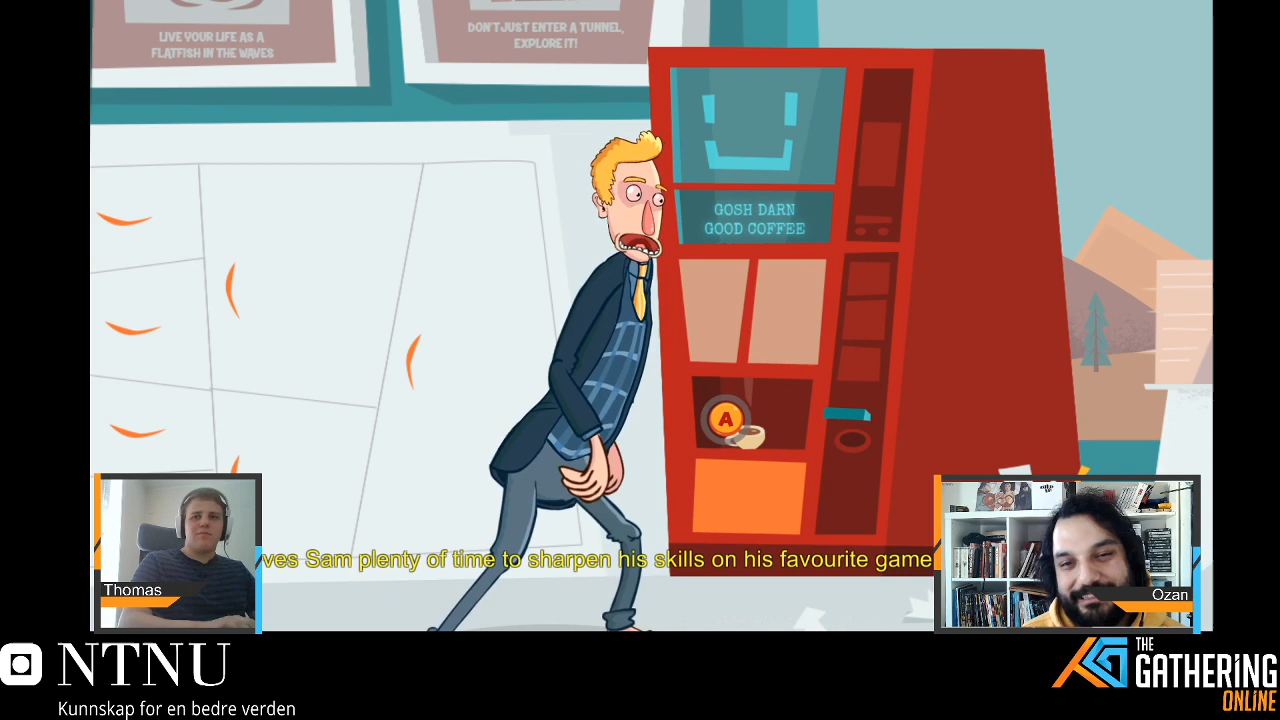 LIVE YOUR LIFE AS A
FLATFISH IN THE WAVES
DON'T JUST ENTER A TUNNEL,
EXPLORE IT!
GOSH DARN
GOOD COFFEE
A
ves Sam plenty of time to sharpen his skills on his favourite game
Thomas
Ozan
NTNU
Kunnskap for en bedre verden
THE
GATHERING
ONLINE